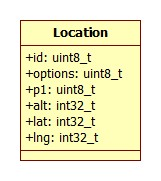 Location
+id: uint8_t
+options: uint8_t
+p1: uint8_t
+alt: int32_t
+lat: int32_t
+lng: int32_t